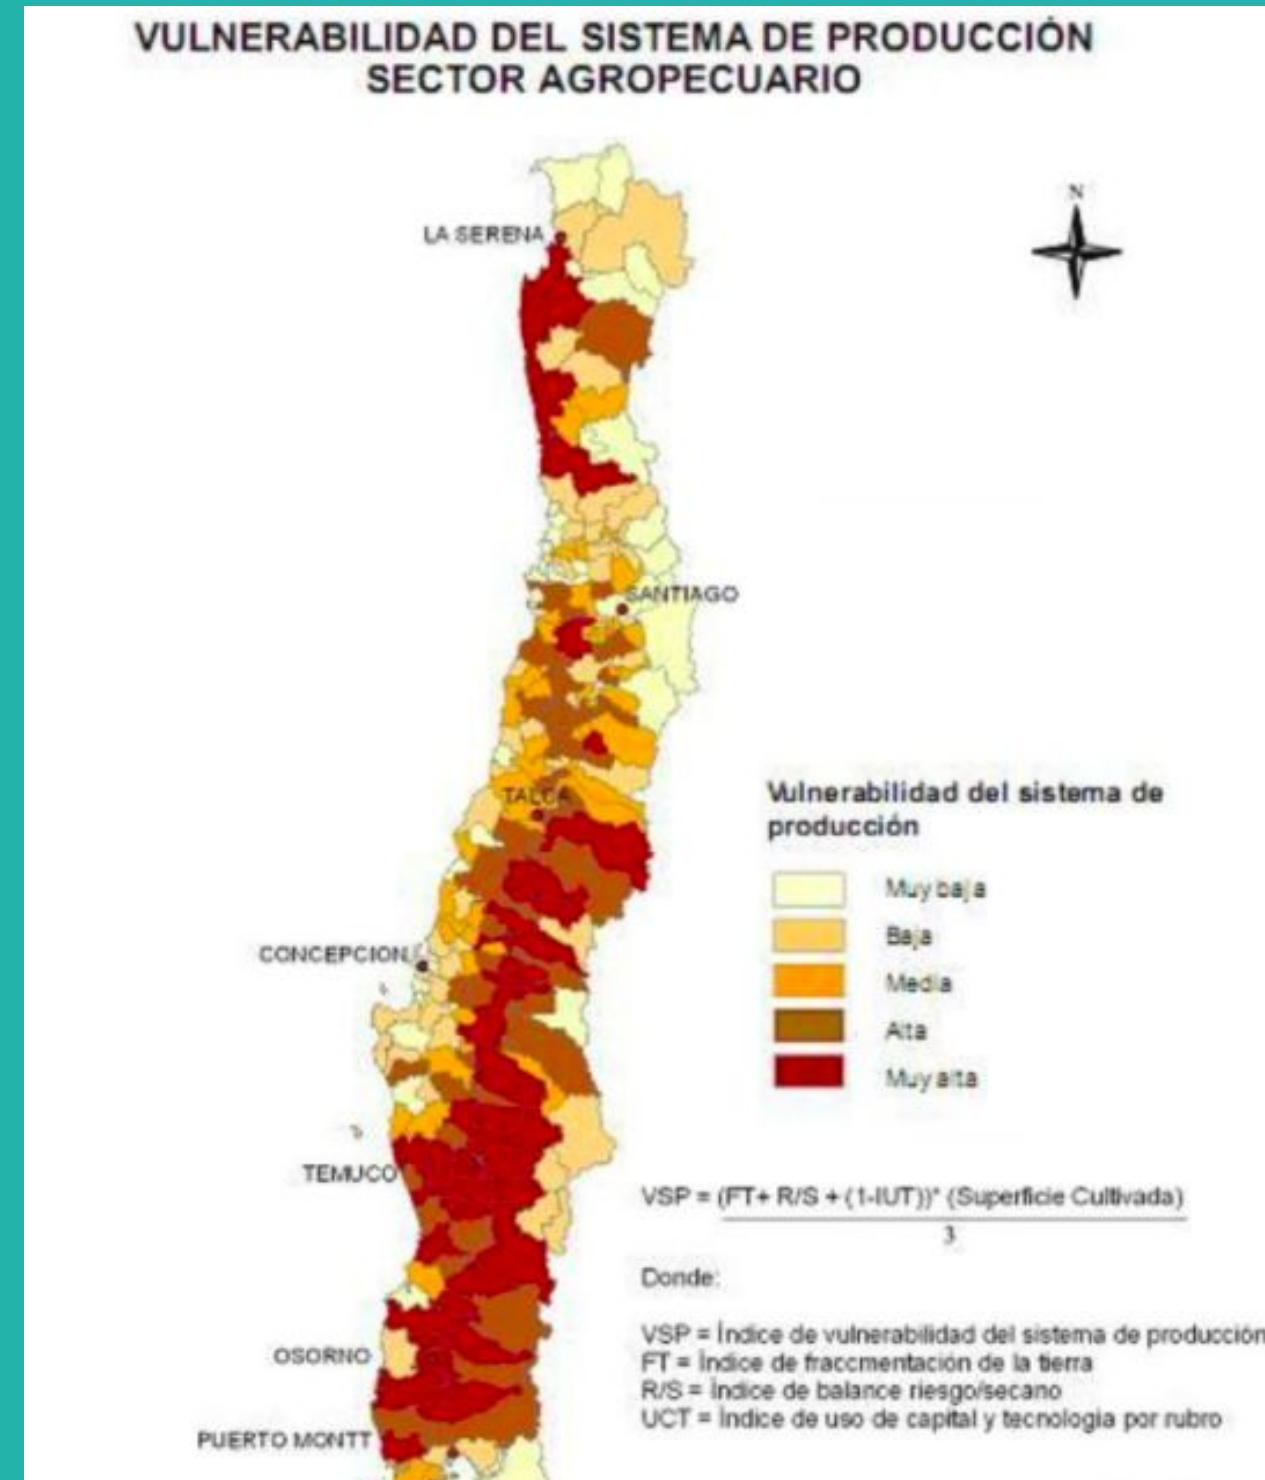 VULNERABILIDAD DEL SISTEMA DE PRODUCCIÓN
SECTOR AGROPECUARIO
N
LA SERENA
SANTIAGO
TALCA
CONCEPCION
TEMUCO
OSORNO
PUERTO MONTT
Vulnerabilidad del sistema de
producción
Muy baja
Baja
Media
Alta
Muy alta
VSP = (FT+ R/S + (1-IUT))* (Superficie Cultivada)
3
Donde:
VSP = Índice de vulnerabilidad del sistema de producción
FT = Índice de fraccmentación de la tierra
R/S = Índice de balance riesgo/secano
UCT = Índice de uso de capital y tecnologia por rubro